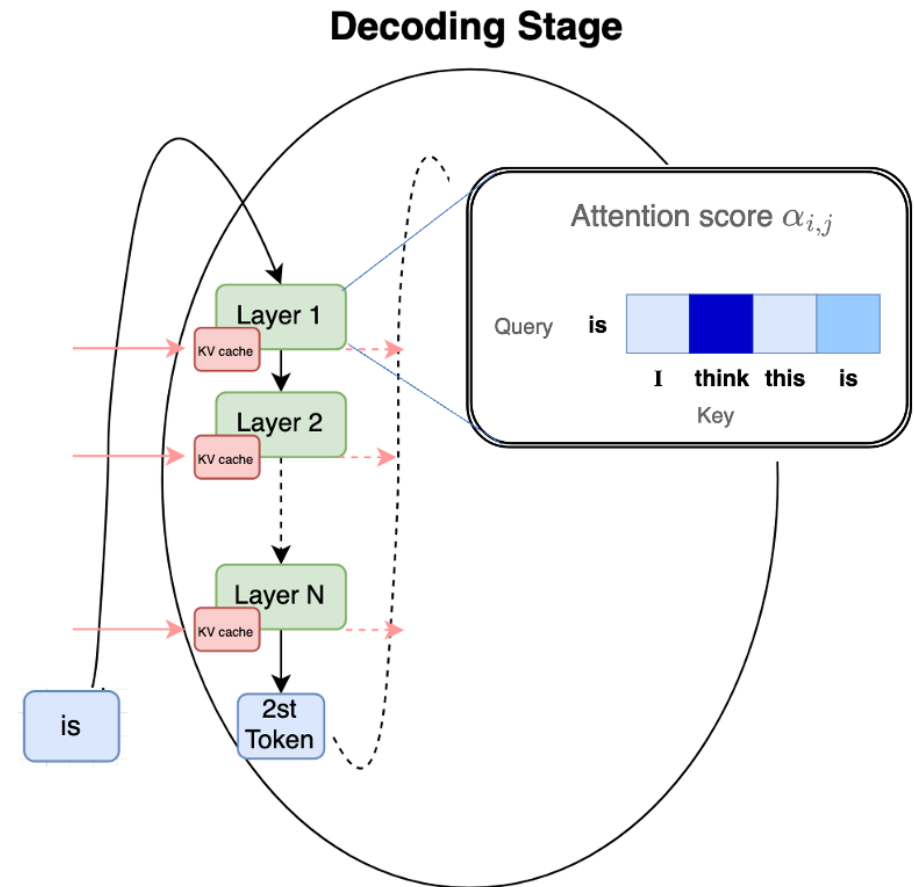 Decoding Stage
Attention score α_{i,j}
Layer 1
KV cache
Query
is
I think this is
Key
Layer 2
KV cache
Layer N
KV cache
is
2st
Token